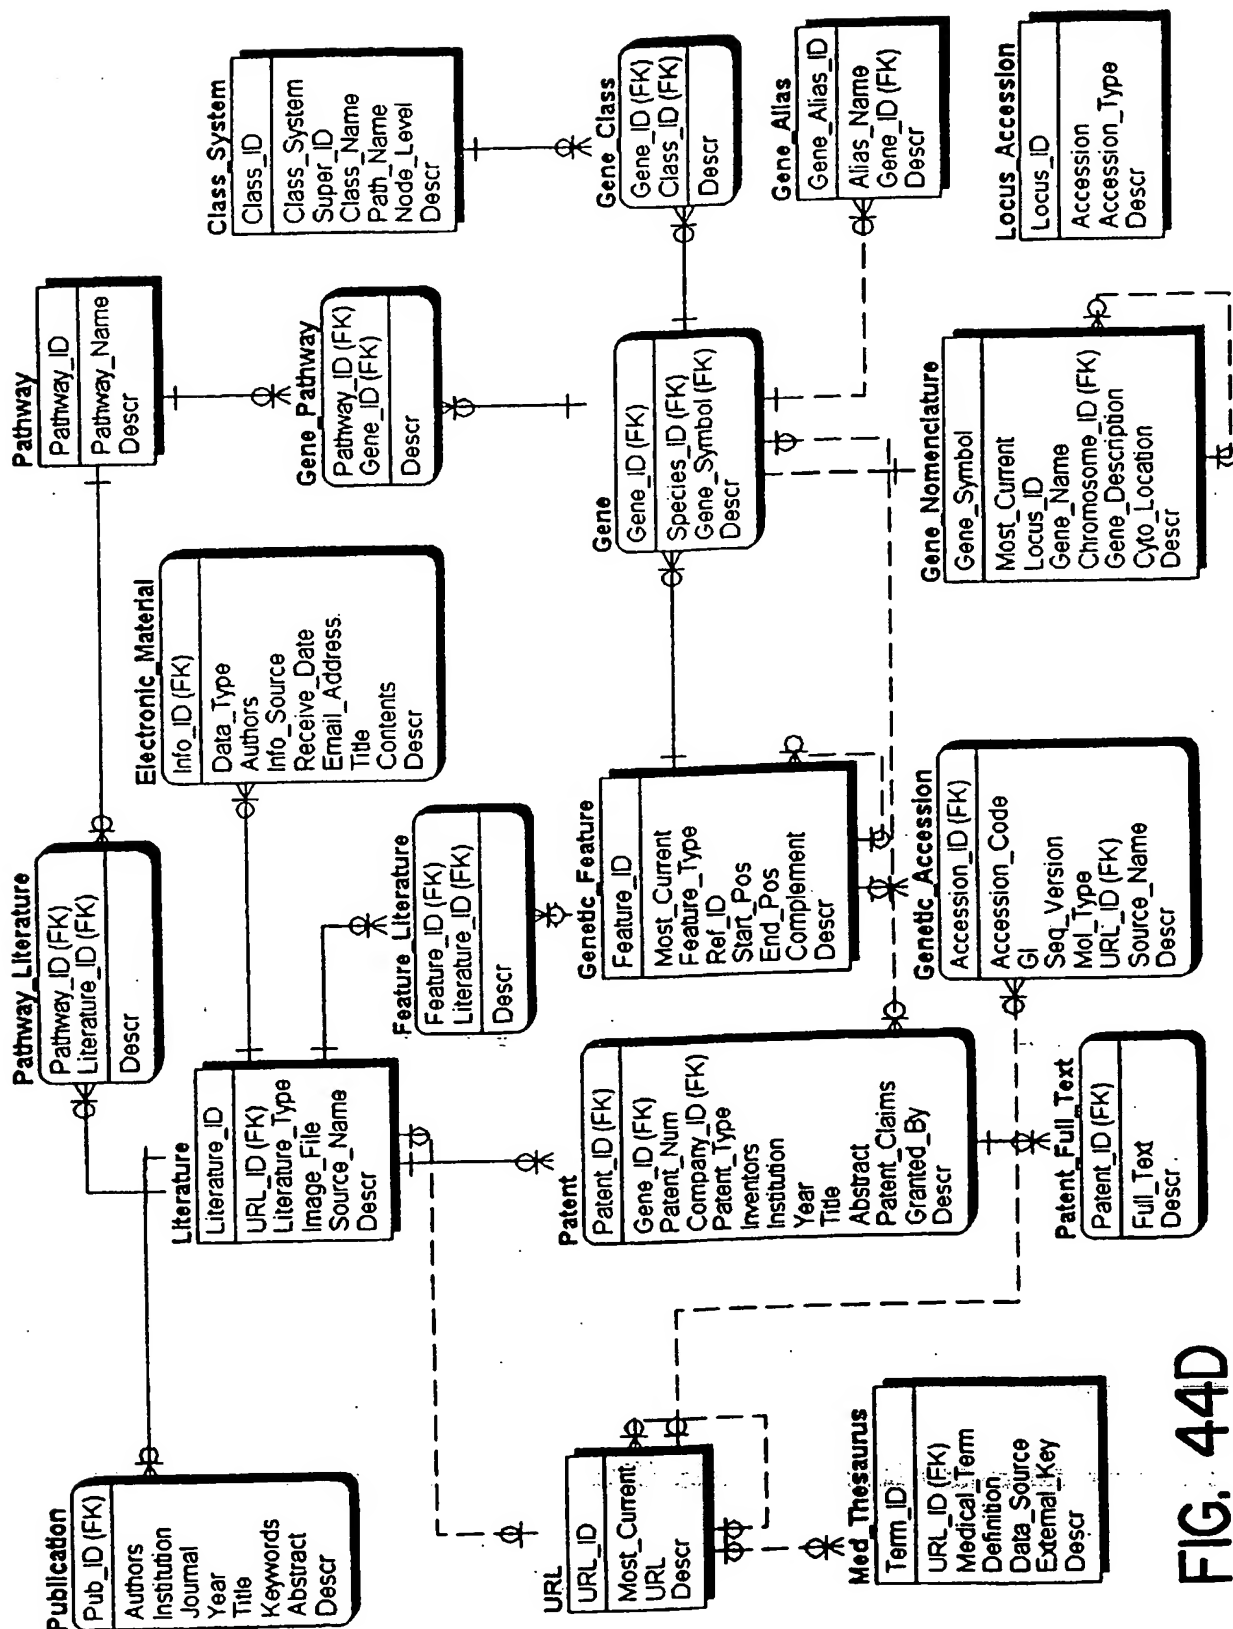 Publication
Pub_ID (FK)
Authors
Institution
Journal
Year
Title
Keywords
Abstract
Descr
Pathway_Literature
Pathway_ID (FK)
Literature_ID (FK)
Descr
Pathway
Pathway_ID
Pathway_Name
Descr
Class_System
Class_ID
Class_System
Super_ID
Class_Name
Path_Name
Node_Level
Descr
Literature
Literature_ID
URL_ID (FK)
Literature_Type
Image_File
Source_Name
Descr
Electronic_Material
Info_ID (FK)
Data_Type
Authors
Info_Source
Receive_Date
Email_Address.
Title
Contents
Descr
Gene_Pathway
Pathway_ID (FK)
Gene_ID (FK)
Descr
Feature_Literature
Feature_ID (FK)
Literature_ID (FK)
Descr
Gene_Class
Gene_ID (FK)
Class_ID (FK)
Descr
URL
URL_ID
Most_Current
URL
Descr
Patent
Patent_ID (FK)
Gene_ID (FK)
Patent_Num
Company_ID (FK)
Patent_Type
Inventors
Institution
Year
Title
Abstract
Patent_Claims
Granted_By
Descr
Genetic_Feature
Feature_ID
Most_Current
Feature_Type
Ref_ID
Start_Pos
End_Pos
Complement
Descr
Gene
Gene_ID (FK)
Species_ID (FK)
Gene_Symbol (FK)
Descr
Gene_Alias
Gene_Alias_ID
Alias_Name
Gene_ID (FK)
Descr
Med_Thesaurus
Term_ID
URL_ID (FK)
Medical_Term
Definition
Data_Source
External_Key
Descr
Patent_Full_Text
Patent_ID (FK)
Full_Text
Descr
Genetic_Accession
Accession_ID (FK)
Accession_Code
GI
Seq_Version
Mol_Type
URL_ID (FK)
Source_Name
Descr
Gene_Nomenclature
Gene_Symbol
Most_Current
Locus_ID
Gene_Name
Chromosome_ID (FK)
Gene_Description
Cyto_Location
Descr
Locus_Accession
Locus_ID
Accession
Accession_Type
Descr
FIG. 44D